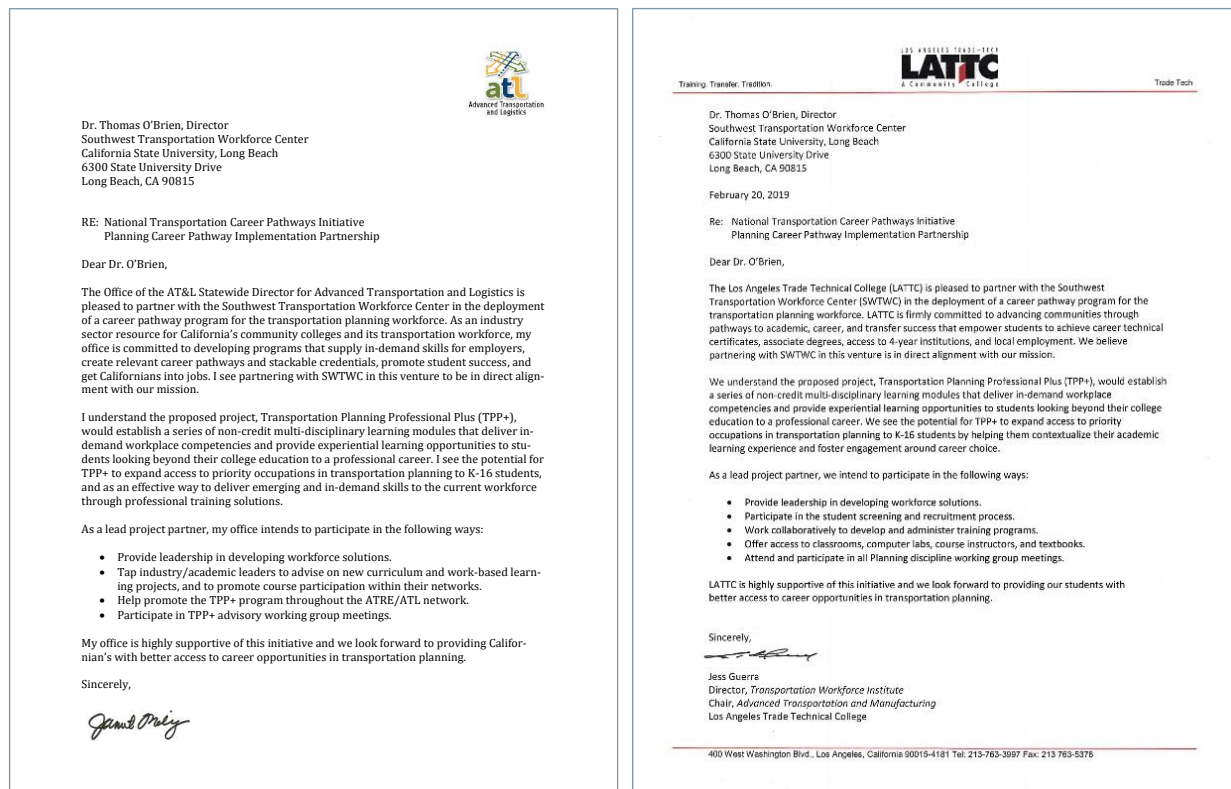 atl
Advanced Transportation
and Logistics
Dr. Thomas O'Brien, Director
Southwest Transportation Workforce Center
California State University, Long Beach
6300 State University Drive
Long Beach, CA 90815
RE: National Transportation Career Pathways Initiative
Planning Career Pathway Implementation Partnership
Dear Dr. O'Brien,
The Office of the AT&L Statewide Director for Advanced Transportation and Logistics is
pleased to partner with the Southwest Transportation Workforce Center in the deployment
of a career pathway program for the transportation planning workforce. As an industry
sector resource for California's community colleges and its transportation workforce, my
office is committed to developing programs that supply in-demand skills for employers,
create relevant career pathways and stackable credentials, promote student success, and
get Californians into jobs. I see partnering with SWTWC in this venture to be in direct align-
ment with our mission.
I understand the proposed project, Transportation Planning Professional Plus (TPP+),
would establish a series of non-credit multi-disciplinary learning modules that deliver in-
demand workplace competencies and provide experiential learning opportunities to stu-
dents looking beyond their college education to a professional career. I see the potential for
TPP+ to expand access to priority occupations in transportation planning to K-16 students,
and as an effective way to deliver emerging and in-demand skills to the current workforce
through professional training solutions.
As a lead project partner, my office intends to participate in the following ways:
• Provide leadership in developing workforce solutions.
• Tap industry/academic leaders to advise on new curriculum and work-based learn-
ing projects, and to promote course participation within their networks.
• Help promote the TPP+ program throughout the ATRE/ATL network.
• Participate in TPP+ advisory working group meetings.
My office is highly supportive of this initiative and we look forward to providing Califor-
nian's with better access to career opportunities in transportation planning.
Sincerely,
LOS ANGELES TRADE-TECH
LATTC
A Community College
Training. Transfer. Tradition.
Trade Tech
Dr. Thomas O'Brien, Director
Southwest Transportation Workforce Center
California State University, Long Beach
6300 State University Drive
Long Beach, CA 90815
February 20, 2019
Re: National Transportation Career Pathways Initiative
Planning Career Pathway Implementation Partnership
Dear Dr. O'Brien,
The Los Angeles Trade Technical College (LATTC) is pleased to partner with the Southwest
Transportation Workforce Center (SWTWC) in the deployment of a career pathway program for the
transportation planning workforce. LATTC is firmly committed to advancing communities through
pathways to academic, career, and transfer success that empower students to achieve career technical
certificates, associate degrees, access to 4-year institutions, and local employment. We believe
partnering with SWTWC in this venture is in direct alignment with our mission.
We understand the proposed project, Transportation Planning Professional Plus (TPP+), would establish
a series of non-credit multi-disciplinary learning modules that deliver in-demand workplace
competencies and provide experiential learning opportunities to students looking beyond their college
education to a professional career. We see the potential for TPP+ to expand access to priority
occupations in transportation planning to K-16 students by helping them contextualize their academic
learning experience and foster engagement around career choice.
As a lead project partner, we intend to participate in the following ways:
• Provide leadership in developing workforce solutions.
• Participate in the student screening and recruitment process.
• Work collaboratively to develop and administer training programs.
• Offer access to classrooms, computer labs, course instructors, and textbooks.
• Attend and participate in all Planning discipline working group meetings.
LATTC is highly supportive of this initiative and we look forward to providing our students with
better access to career opportunities in transportation planning.
Sincerely,
Jess Guerra
Director, Transportation Workforce Institute
Chair, Advanced Transportation and Manufacturing
Los Angeles Trade Technical College
400 West Washington Blvd., Los Angeles, California 90015-4181 Tel: 213-763-3997 Fax: 213 763-5378